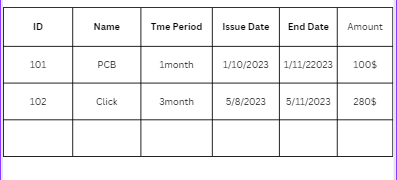 ID Name Tme Period Issue Date End Date Amount
101 PCB 1month 1/10/2023 1/11/22023 100$
102 Click 3month 5/8/2023 5/11/2023 280$